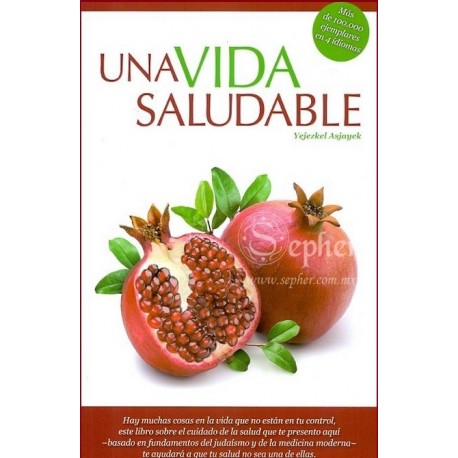 Más
de 100.000
ejemplares
en 4 idiomas
UNA VIDA
SALUDABLE
Yejezkel Asjayek
Sepher
www.sepher.com.mx
Hay muchas cosas en la vida que no están en tu control,
este libro sobre el cuidado de la salud que te presento aquí
–basado en fundamentos del judaísmo y de la medicina moderna–
te ayudará a que tu salud no sea una de ellas.